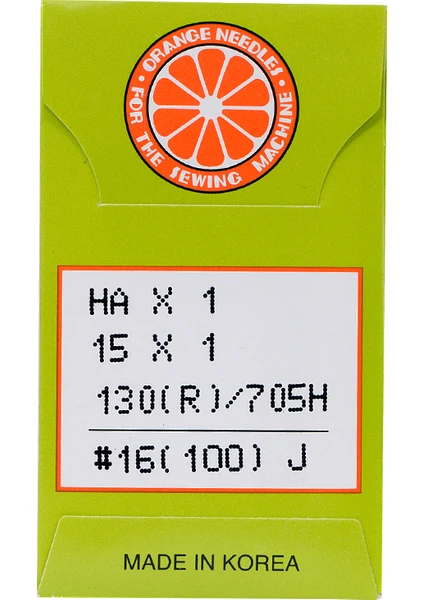 ORANGE NEEDLES
FOR THE SEWING MACHINE
HA X 1
15 X 1
130(R)/705H
#16(100) J
MADE IN KOREA